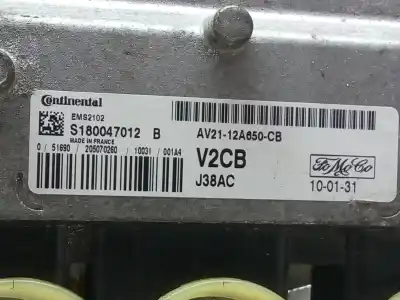 Continental
EMS2102
S180047012 B
MADE IN FRANCE
0 / 51690 / 205070260 / 10031 / 001A4
AV21-12A650-CB
V2CB
J38AC
FoMoCo
10-01-31